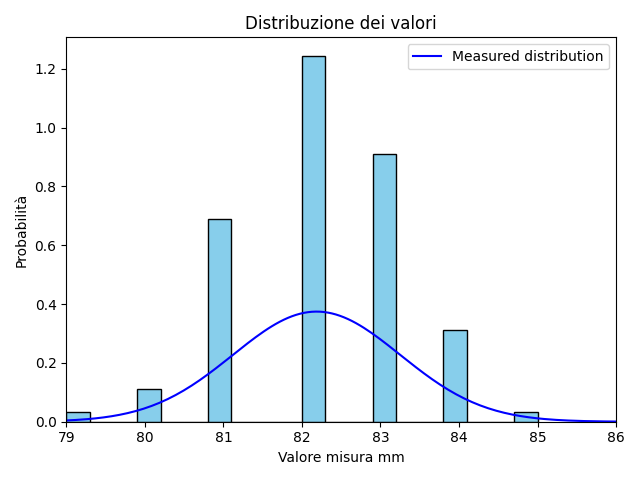 Distribuzione dei valori
Measured distribution
Probabilità
1.2
1.0
0.8
0.6
0.4
0.2
0.0
79 80 81 82 83 84 85 86
Valore misura mm